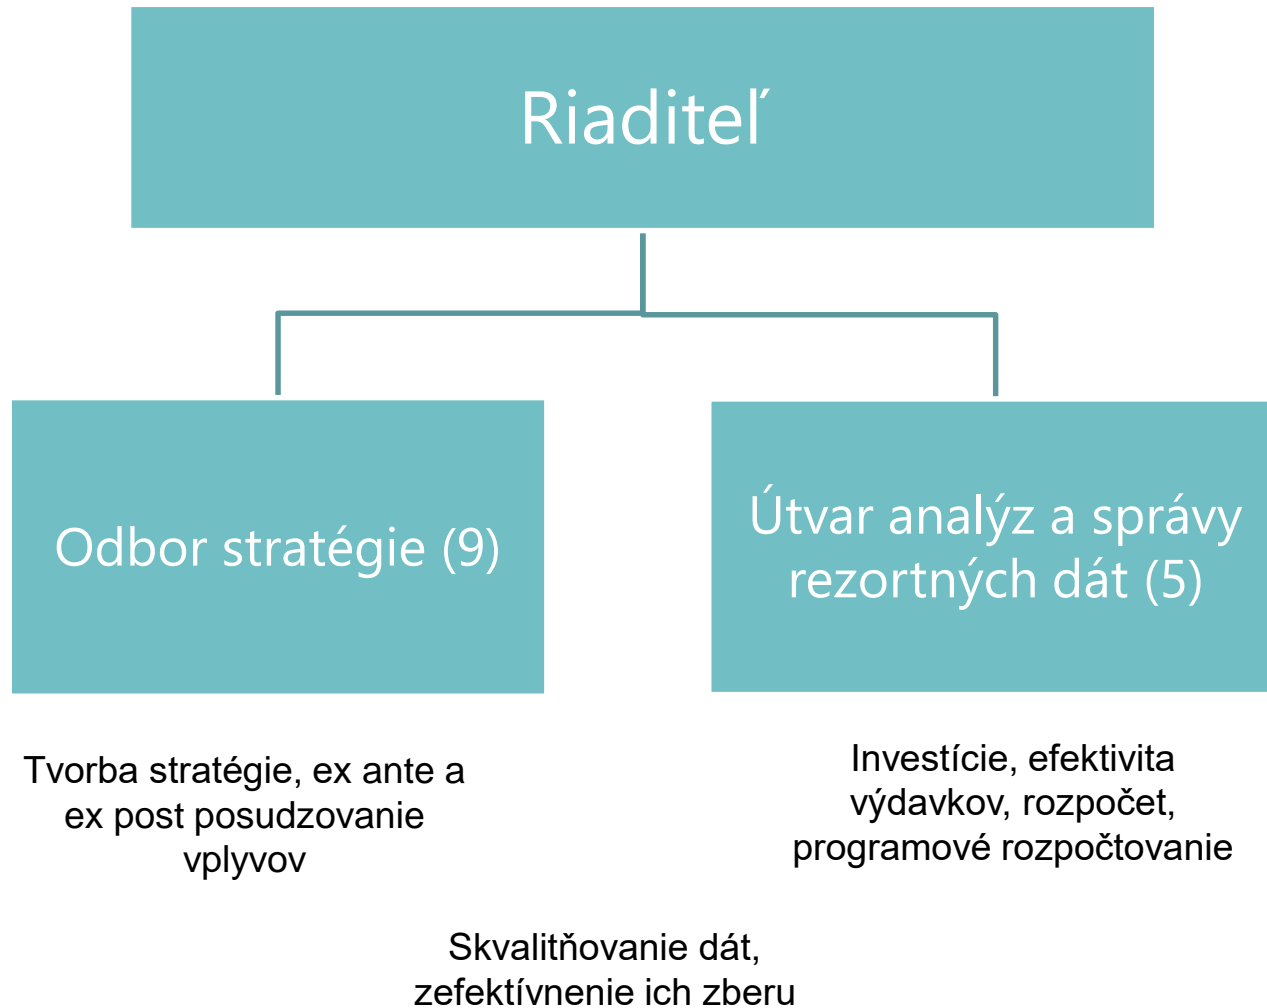 Riaditeľ
Odbor stratégie (9)
Útvar analýz a správy
rezortných dát (5)
Tvorba stratégie, ex ante a
ex post posudzovanie
vplyvov
Investície, efektivita
výdavkov, rozpočet,
programové rozpočtovanie
Skvalitňovanie dát,
zefektívnenie ich zberu